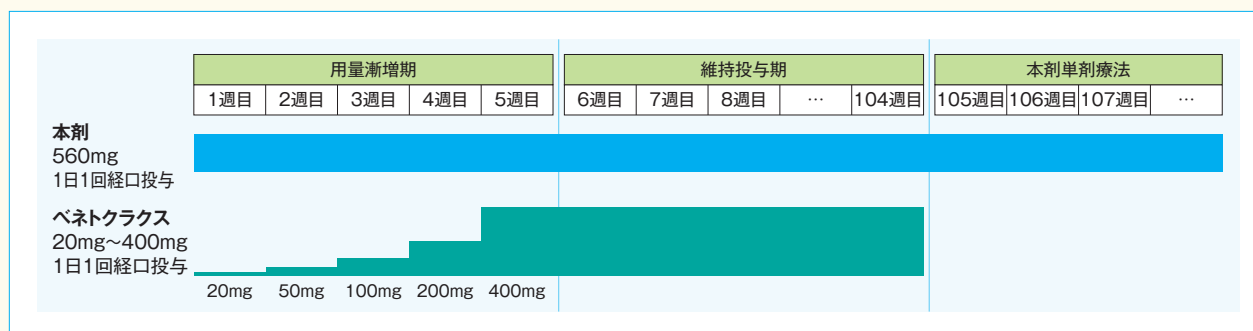 用量漸増期 維持投与期 本剤単剤療法
1週目 2週目 3週目 4週目 5週目 6週目 7週目 8週目 … 104週目 105週目 106週目 107週目 …
本剤
560mg
1日1回経口投与
ベネトクラクス
20mg~400mg
1日1回経口投与
20mg 50mg 100mg 200mg 400mg